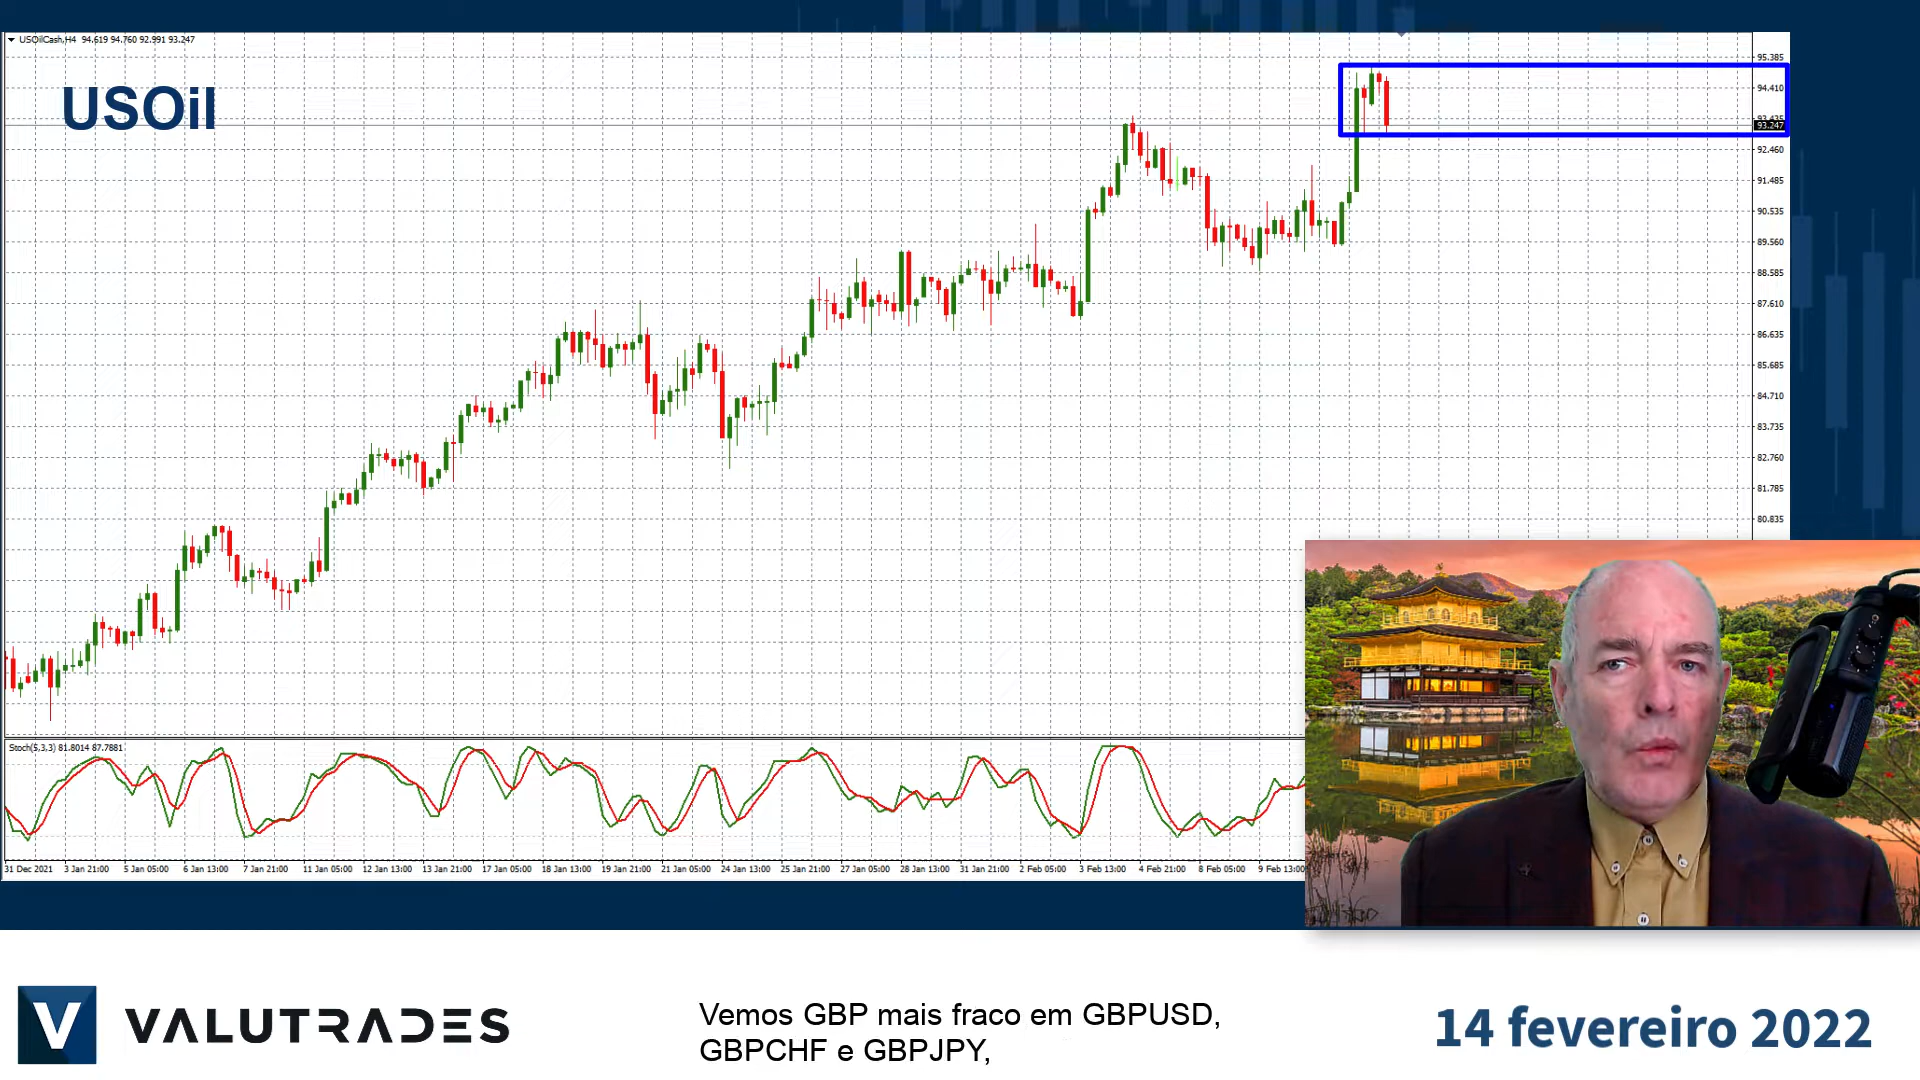 USOilCash,H4 94.619 94.760 92.991 93.247
USOil
95.385
94.410
93.247
92.460
91.485
90.535
89.560
88.585
87.610
86.635
85.685
84.710
83.735
82.760
81.785
80.835
Stoch(5,3,3) 81.8014 87.7881
31 Dec 2021 3 Jan 21:00 5 Jan 05:00 6 Jan 13:00 7 Jan 21:00 11 Jan 05:00 12 Jan 13:00 13 Jan 21:00 17 Jan 05:00 18 Jan 13:00 19 Jan 21:00 21 Jan 05:00 24 Jan 13:00 25 Jan 21:00 27 Jan 05:00 28 Jan 13:00 31 Jan 21:00 2 Feb 05:00 3 Feb 13:00 4 Feb 21:00 8 Feb 05:00 9 Feb 13:00
V VALUTRADES
Vemos GBP mais fraco em GBPUSD,
GBPCHF e GBPJPY,
14 fevereiro 2022